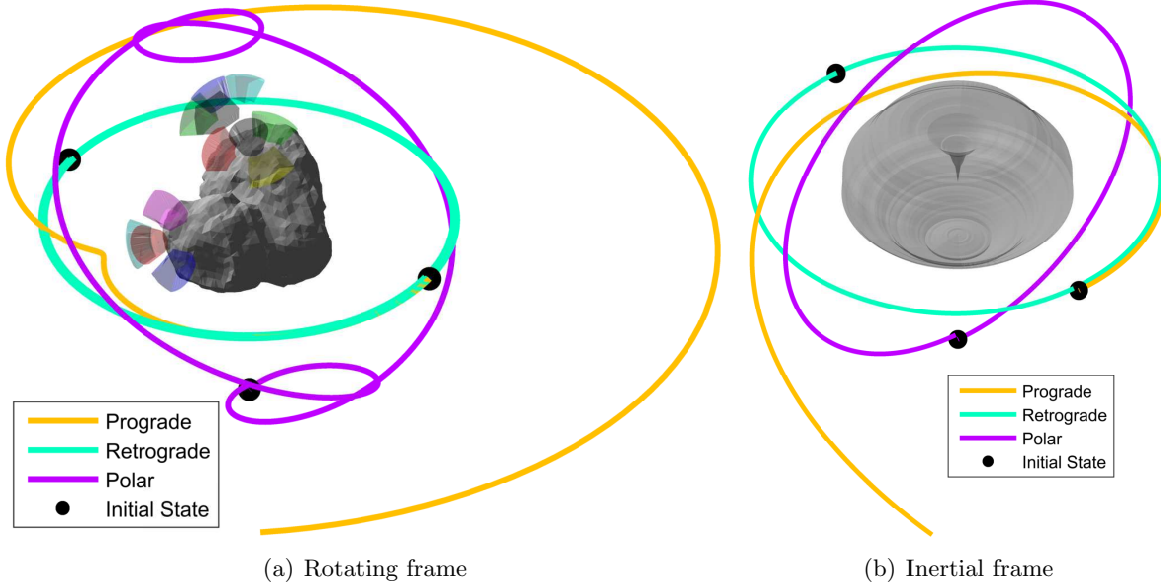 Prograde
Retrograde
Polar
Initial State
Prograde
Retrograde
Polar
Initial State
(a) Rotating frame
(b) Inertial frame